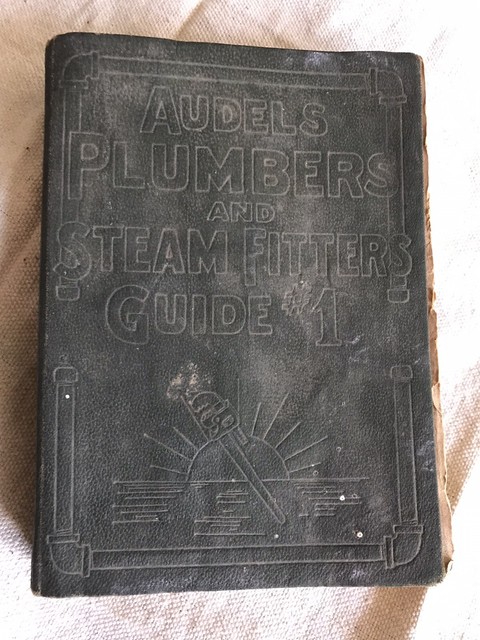 AUDELS
PLUMBERS
AND
STEAM FITTERS
GUIDE #1